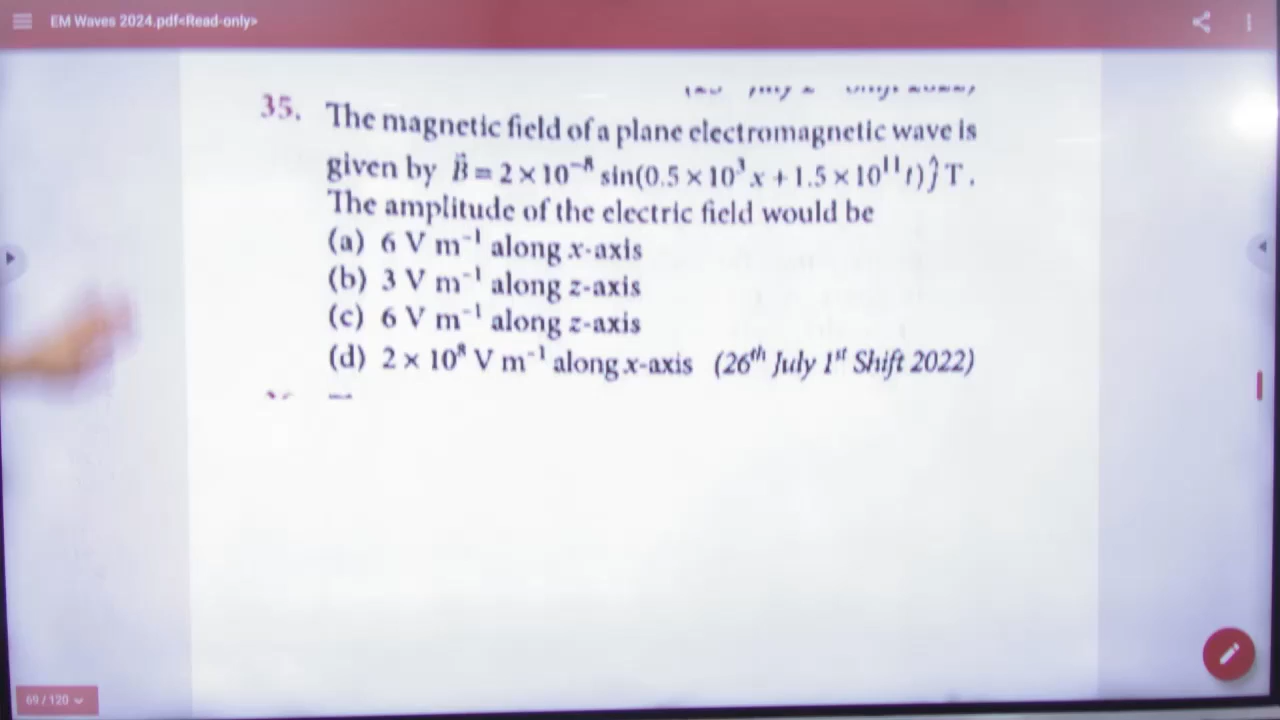 EM Waves 2024.pdf<Read-only>
35. The magnetic field of a plane electromagnetic wave is
given by B⃗ = 2 × 10⁻⁸ sin(0.5 × 10³ x + 1.5 × 10¹¹ t) ĵ T.
The amplitude of the electric field would be
(a) 6 V m⁻¹ along x-axis
(b) 3 V m⁻¹ along z-axis
(c) 6 V m⁻¹ along z-axis
(d) 2 × 10⁸ V m⁻¹ along x-axis (26ᵗʰ July 1ˢᵗ Shift 2022)
69 / 120